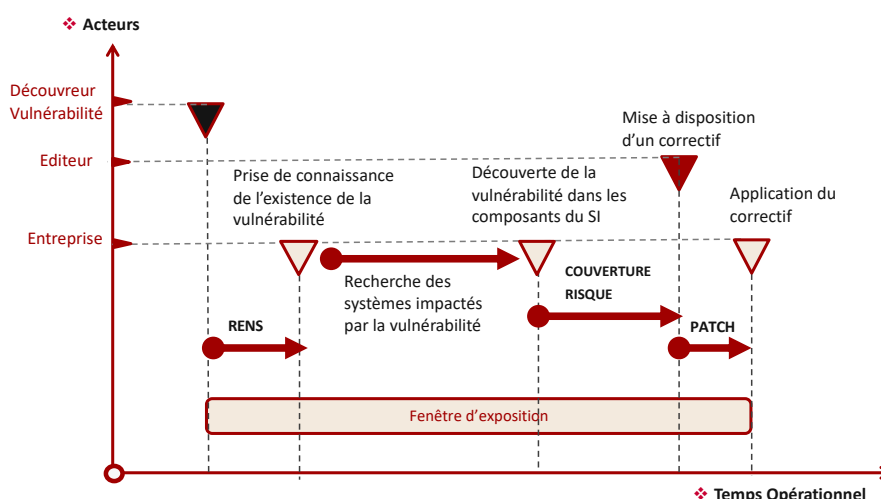 ❖ Acteurs
Découvreur
Vulnérabilité
Editeur
Entreprise
Mise à disposition
d'un correctif
Prise de connaissance
de l'existence de la
vulnérabilité
Découverte de la
vulnérabilité dans les
composants du SI
Application du
correctif
Recherche des
systèmes impactés
par la vulnérabilité
COUVERTURE
RISQUE
RENS
PATCH
Fenêtre d'exposition
❖ Temps Opérationnel